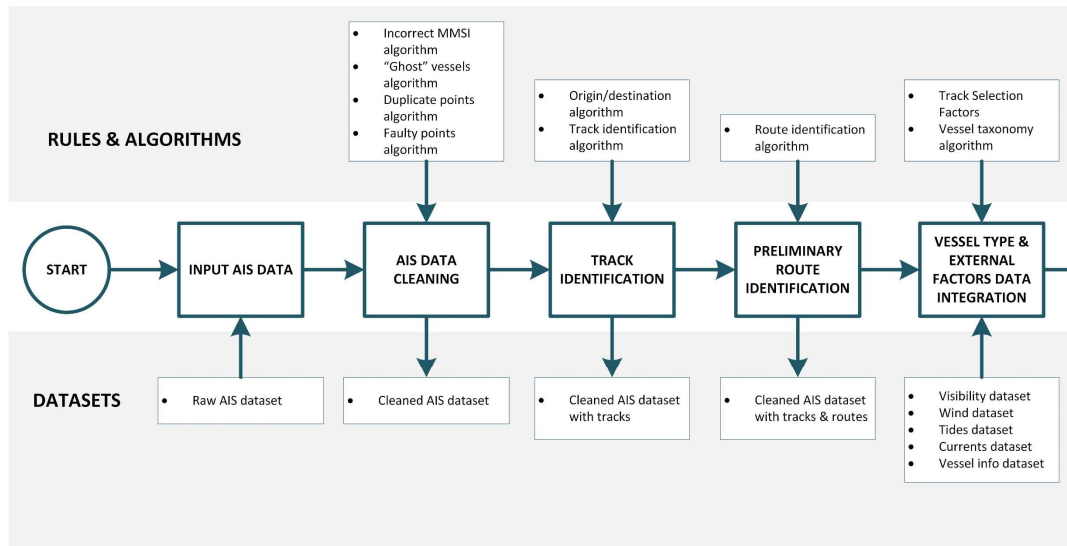 • Incorrect MMSI
algorithm
• “Ghost” vessels
algorithm
• Duplicate points
algorithm
• Faulty points
algorithm
• Origin/destination
algorithm
• Track identification
algorithm
• Route identification
algorithm
• Track Selection
Factors
• Vessel taxonomy
algorithm
RULES & ALGORITHMS
START
INPUT AIS DATA
AIS DATA
CLEANING
TRACK
IDENTIFICATION
PRELIMINARY
ROUTE
IDENTIFICATION
VESSEL TYPE &
EXTERNAL
FACTORS DATA
INTEGRATION
DATASETS
• Raw AIS dataset
• Cleaned AIS dataset
• Cleaned AIS dataset
with tracks
• Cleaned AIS dataset
with tracks & routes
• Visibility dataset
• Wind dataset
• Tides dataset
• Currents dataset
• Vessel info dataset